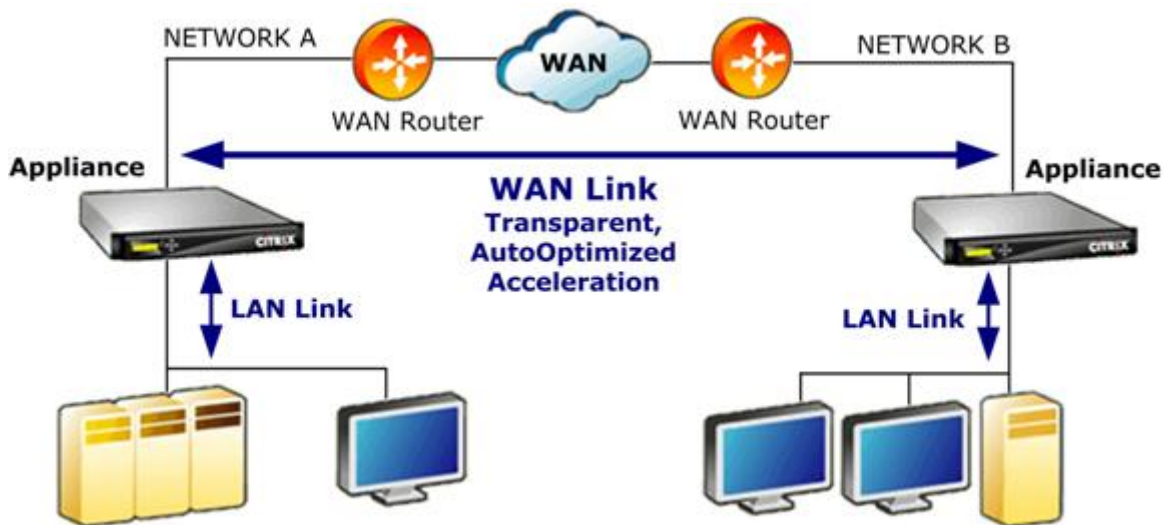 NETWORK A
WAN
NETWORK B
WAN Router
WAN Router
Appliance
Appliance
WAN Link
Transparent,
AutoOptimized
Acceleration
CITRIX
CITRIX
LAN Link
LAN Link